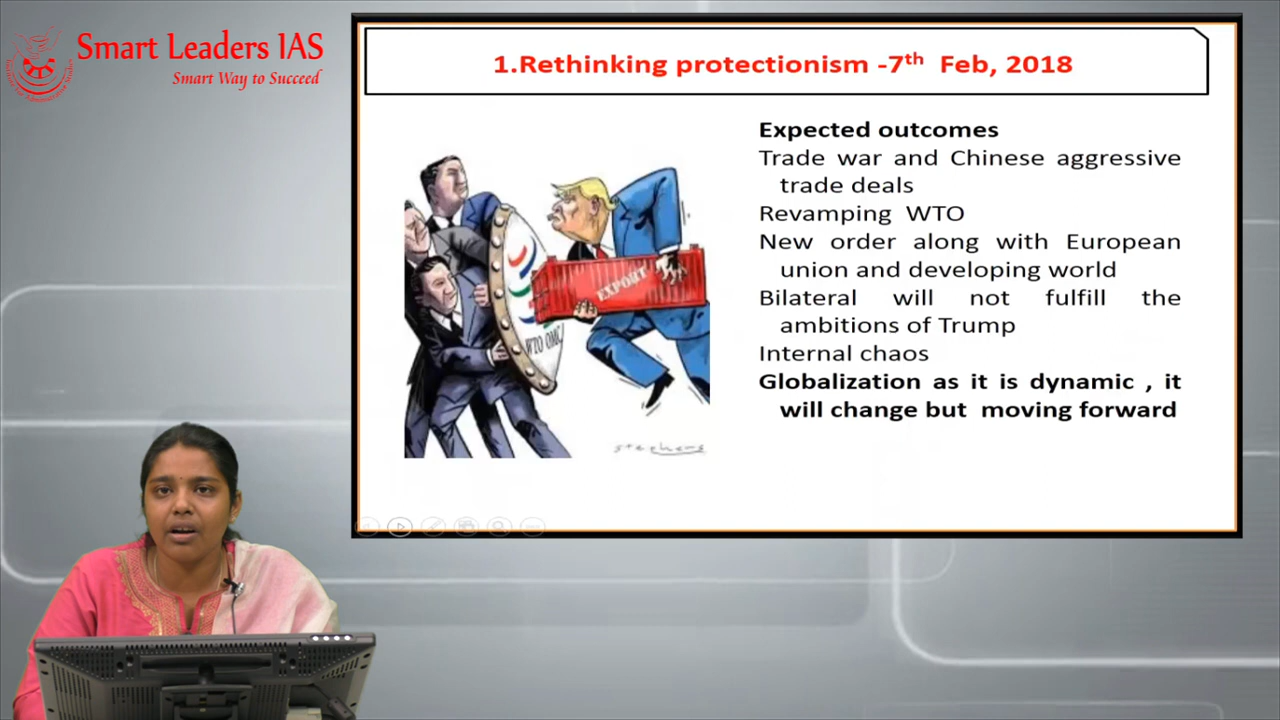 Smart Leaders IAS
Smart Way to Succeed
1.Rethinking protectionism -7th Feb, 2018
Expected outcomes
Trade war and Chinese aggressive
trade deals
Revamping WTO
New order along with European
union and developing world
Bilateral will not fulfill the
ambitions of Trump
Internal chaos
Globalization as it is dynamic , it
will change but moving forward
EXPORT
WTO OMC
stephens